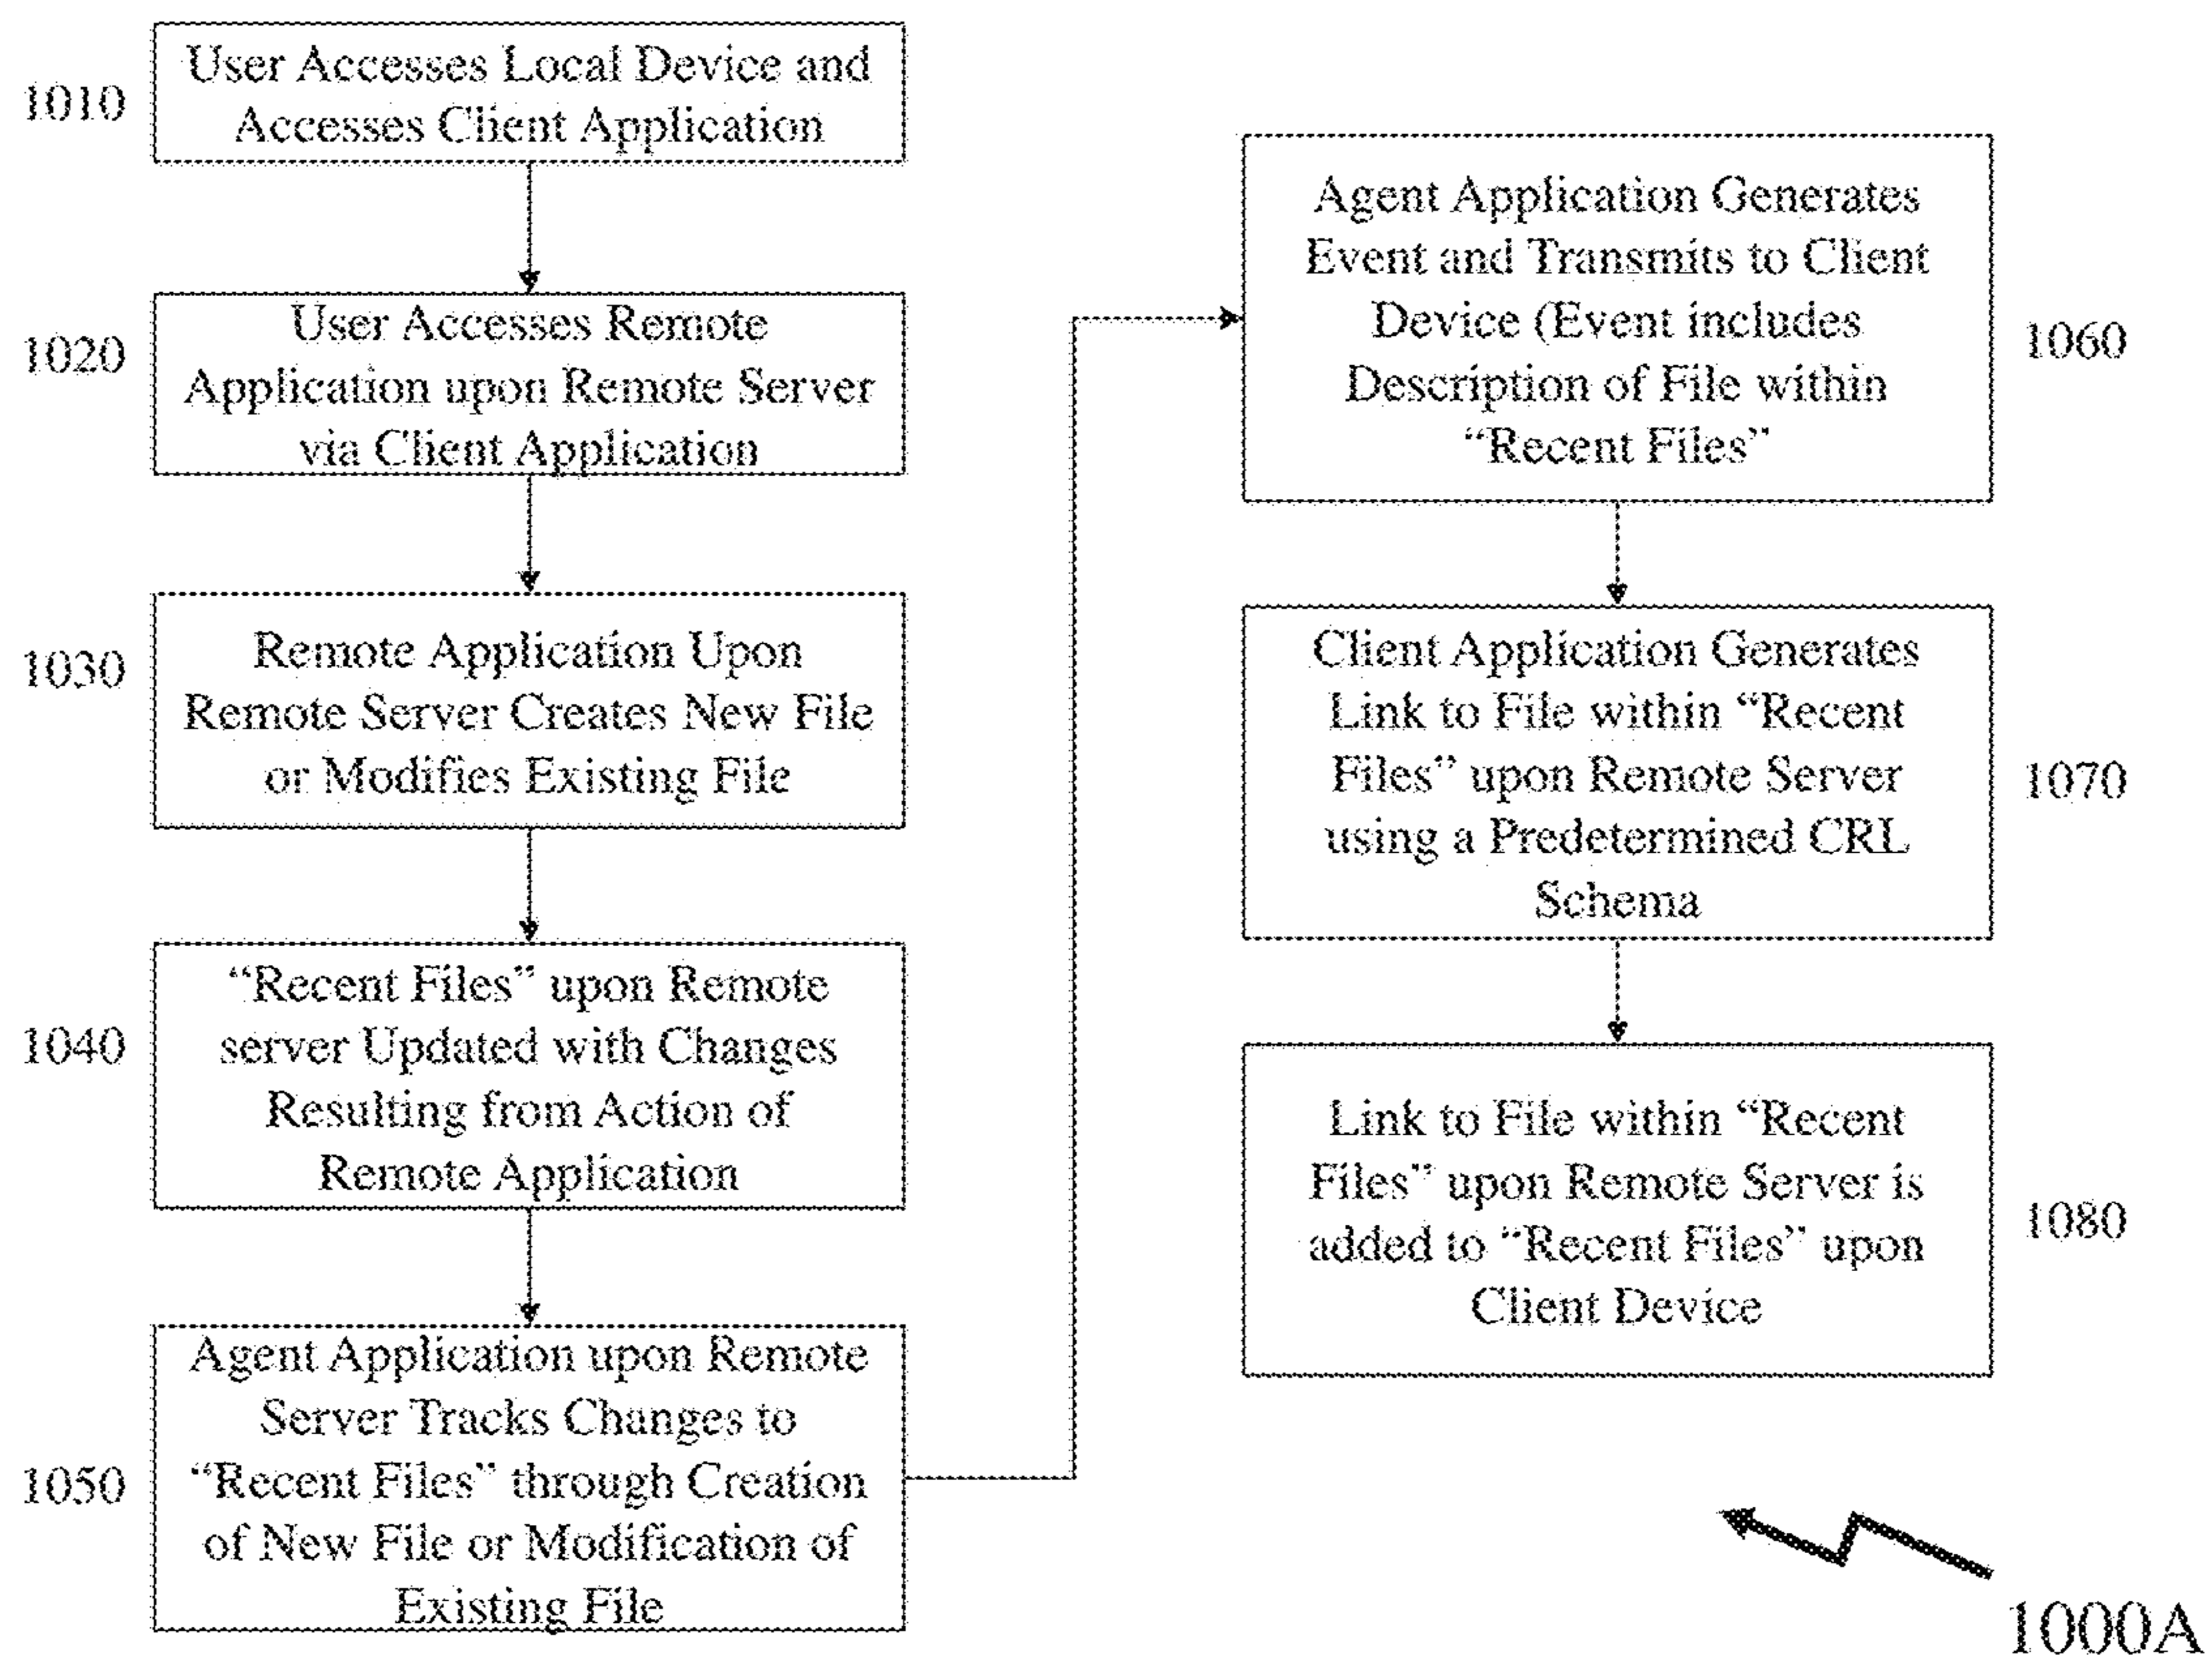 1010
User Accesses Local Device and
Accesses Client Application
1020
User Accesses Remote
Application upon Remote Server
via Client Application
1030
Remote Application Upon
Remote Server Creates New File
or Modifies Existing File
1040
“Recent Files” upon Remote
server Updated with Changes
Resulting from Action of
Remote Application
1050
Agent Application upon Remote
Server Tracks Changes to
“Recent Files” through Creation
of New File or Modification of
Existing File
Agent Application Generates
Event and Transmits to Client
Device (Event includes
Description of File within
“Recent Files”
1060
Client Application Generates
Link to File within “Recent
Files” upon Remote Server
using a Predetermined CRL
Schema
1070
Link to File within “Recent
Files” upon Remote Server is
added to “Recent Files” upon
Client Device
1080
1000A